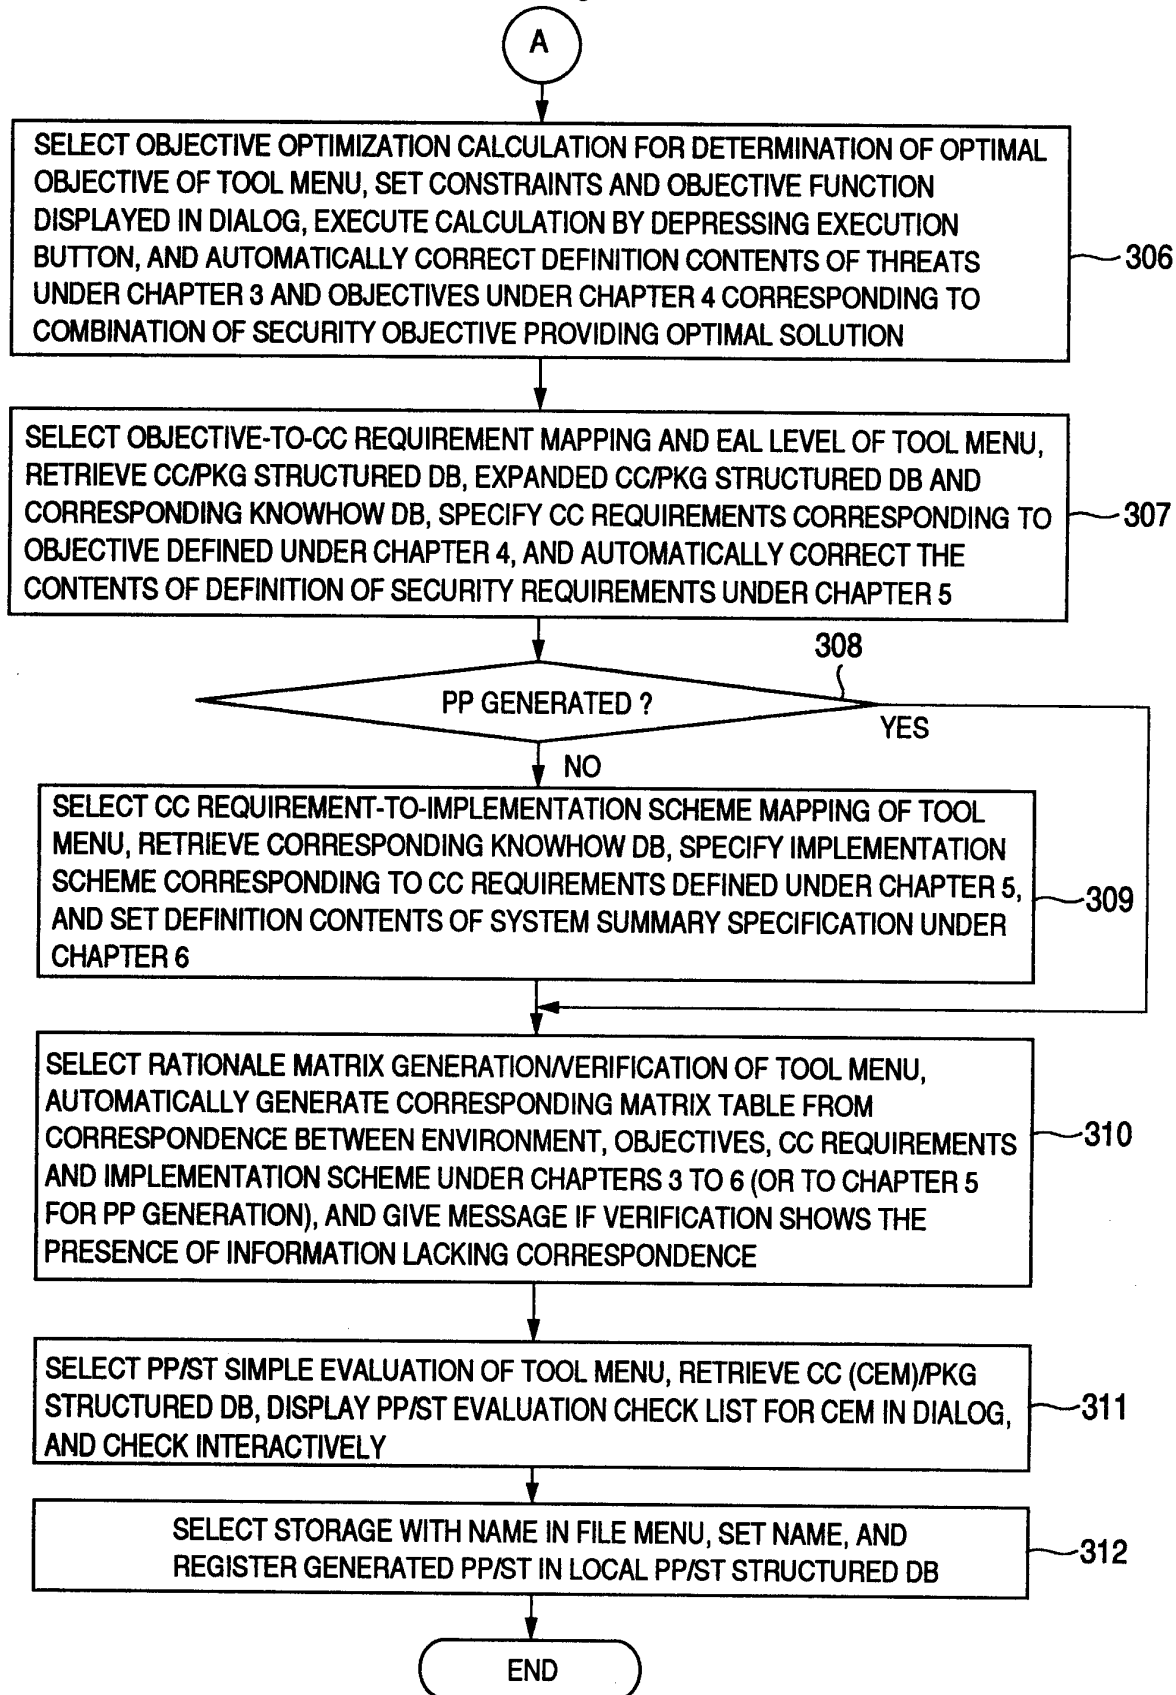 A
SELECT OBJECTIVE OPTIMIZATION CALCULATION FOR DETERMINATION OF OPTIMAL
OBJECTIVE OF TOOL MENU, SET CONSTRAINTS AND OBJECTIVE FUNCTION
DISPLAYED IN DIALOG, EXECUTE CALCULATION BY DEPRESSING EXECUTION
BUTTON, AND AUTOMATICALLY CORRECT DEFINITION CONTENTS OF THREATS
UNDER CHAPTER 3 AND OBJECTIVES UNDER CHAPTER 4 CORRESPONDING TO
COMBINATION OF SECURITY OBJECTIVE PROVIDING OPTIMAL SOLUTION
306
SELECT OBJECTIVE-TO-CC REQUIREMENT MAPPING AND EAL LEVEL OF TOOL MENU,
RETRIEVE CC/PKG STRUCTURED DB, EXPANDED CC/PKG STRUCTURED DB AND
CORRESPONDING KNOWHOW DB, SPECIFY CC REQUIREMENTS CORRESPONDING TO
OBJECTIVE DEFINED UNDER CHAPTER 4, AND AUTOMATICALLY CORRECT THE
CONTENTS OF DEFINITION OF SECURITY REQUIREMENTS UNDER CHAPTER 5
307
308
PP GENERATED ?
YES
NO
SELECT CC REQUIREMENT-TO-IMPLEMENTATION SCHEME MAPPING OF TOOL
MENU, RETRIEVE CORRESPONDING KNOWHOW DB, SPECIFY IMPLEMENTATION
SCHEME CORRESPONDING TO CC REQUIREMENTS DEFINED UNDER CHAPTER 5,
AND SET DEFINITION CONTENTS OF SYSTEM SUMMARY SPECIFICATION UNDER
CHAPTER 6
309
SELECT RATIONALE MATRIX GENERATION/VERIFICATION OF TOOL MENU,
AUTOMATICALLY GENERATE CORRESPONDING MATRIX TABLE FROM
CORRESPONDENCE BETWEEN ENVIRONMENT, OBJECTIVES, CC REQUIREMENTS
AND IMPLEMENTATION SCHEME UNDER CHAPTERS 3 TO 6 (OR TO CHAPTER 5
FOR PP GENERATION), AND GIVE MESSAGE IF VERIFICATION SHOWS THE
PRESENCE OF INFORMATION LACKING CORRESPONDENCE
310
SELECT PP/ST SIMPLE EVALUATION OF TOOL MENU, RETRIEVE CC (CEM)/PKG
STRUCTURED DB, DISPLAY PP/ST EVALUATION CHECK LIST FOR CEM IN DIALOG,
AND CHECK INTERACTIVELY
311
SELECT STORAGE WITH NAME IN FILE MENU, SET NAME, AND
REGISTER GENERATED PP/ST IN LOCAL PP/ST STRUCTURED DB
312
END